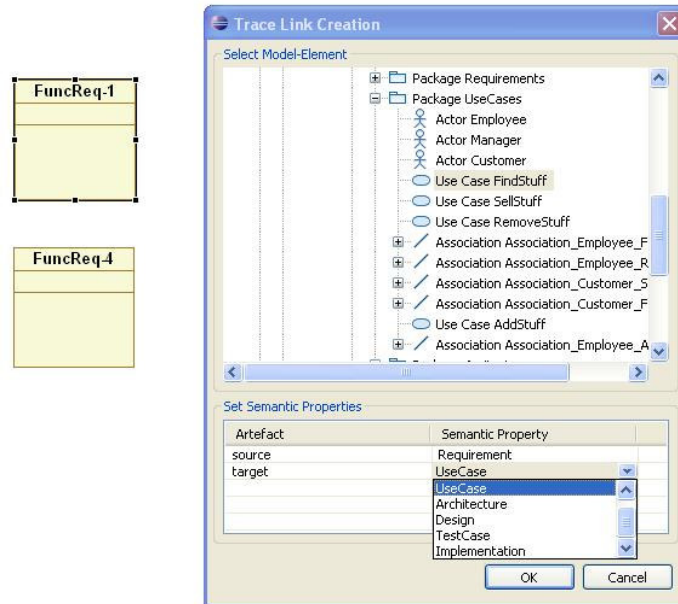 FuncReq-1
FuncReq-4
Trace Link Creation
Select Model-Element
Package Requirements
Package UseCases
Actor Employee
Actor Manager
Actor Customer
Use Case FindStuff
Use Case SellStuff
Use Case RemoveStuff
Association Association_Employee_F
Association Association_Employee_R
Association Association_Customer_S
Association Association_Customer_F
Use Case AddStuff
Association Association_Employee_A
Set Semantic Properties
Artefact Semantic Property
source Requirement
target UseCase
UseCase
Architecture
Design
TestCase
Implementation
OK Cancel